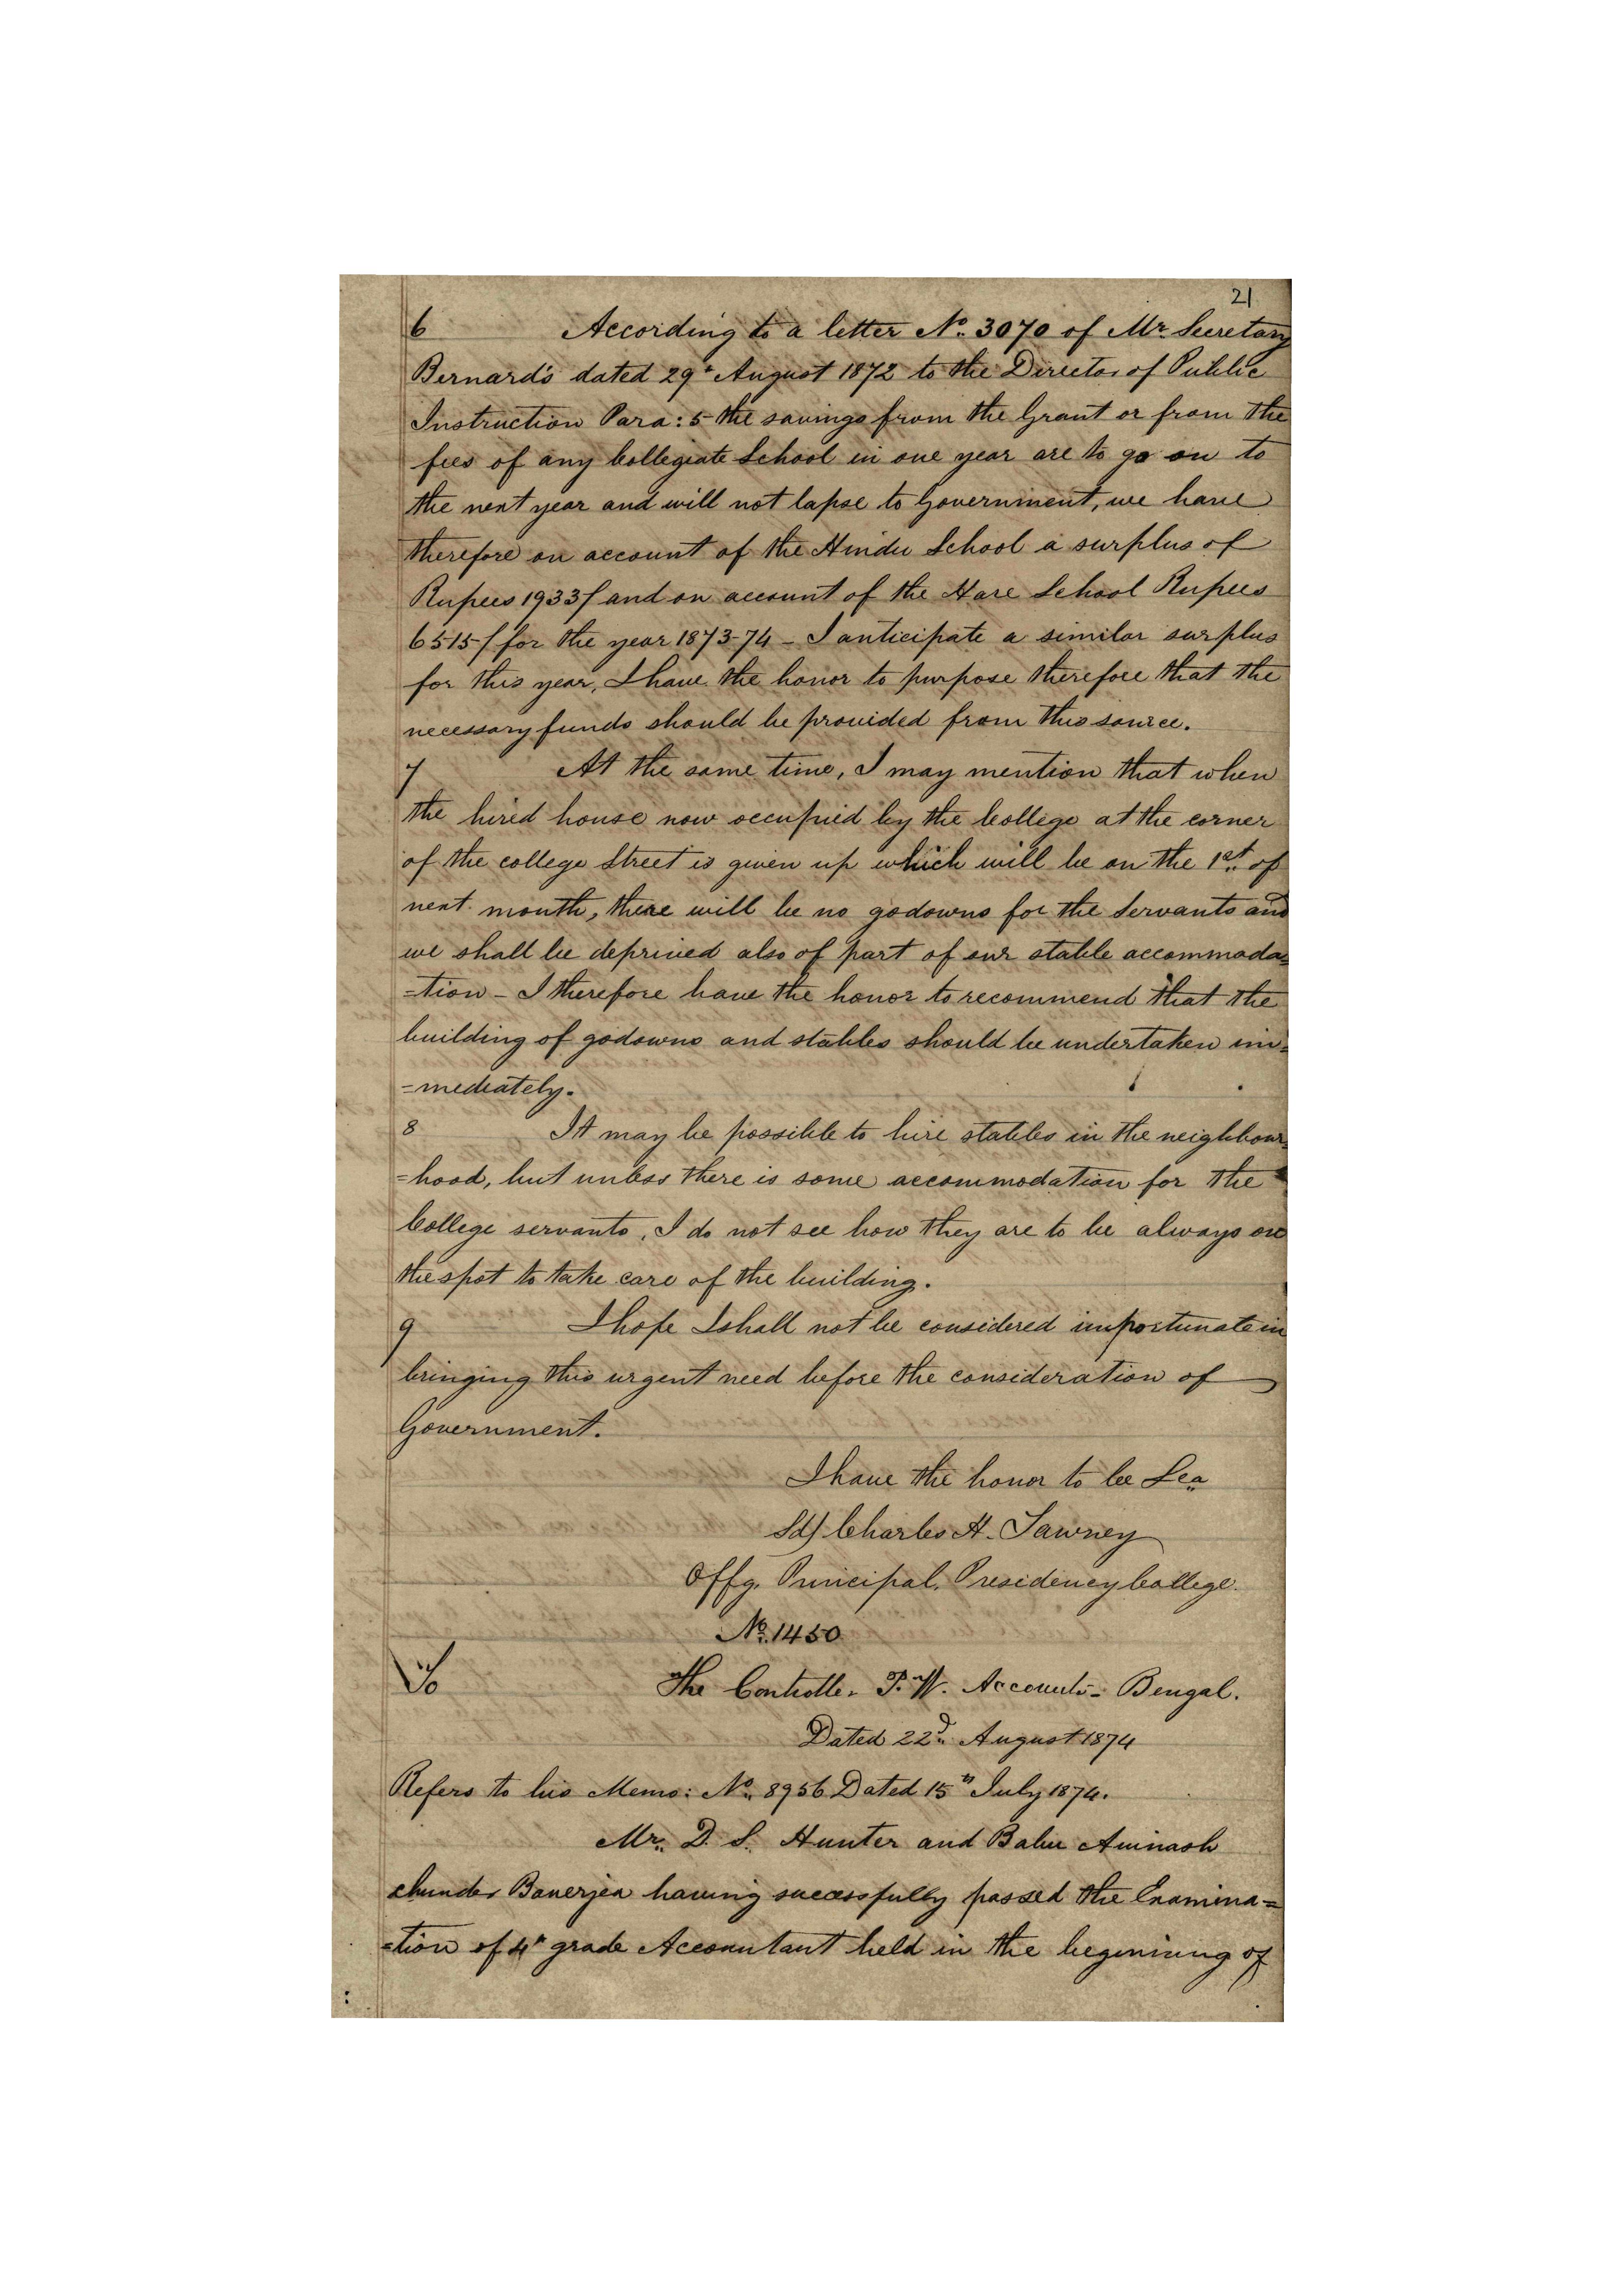 21
6 According to a letter No. 3070 of Mr. Secretary
Bernard's dated 29th August 1872 to the Director of Public
Instruction Para: 5 the savings from the Grant or from the
fees of any Collegiate School in one year are to go on to
the next year and will not lapse to Government, we have
therefore on account of the Hindu School a surplus of
Rupees 1933/ and on account of the Hare School Rupees
6515/ for the year 1873-74 – I anticipate a similar surplus
for this year, I have the honor to purpose therefore that the
necessary funds should be provided from this source.
7 At the same time, I may mention that when
the hired house now occupied by the College at the corner
of the college Street is given up which will be on the 1st of
next month, there will be no godowns for the Servants and
we shall be deprived also of part of our stable accommada=
=tion – I therefore have the honor to recommend that the
building of godowns and stables should be undertaken im=
=mediately.
8 It may be possible to hire stables in the neighbour=
=hood, but unless there is some accommodation for the
College servants, I do not see how they are to be always on
the spot to take care of the building.
9 I hope I shall not be considered importunate in
bringing this urgent need before the consideration of
Government.
I have the honor to be &ca
Sd/ Charles H. Tawney
Offg. Principal, Presidency College.
No. 1450
To The Controller P. W. Accounts – Bengal.
Dated 22d August 1874
Refers to his Memo: No. 8956 Dated 15th July 1874.
Mr. D. S. Hunter and Babu Avinash
chunder Banerjea having sucessfully passed the Examina=
=tion of 4th grade Accountant held in the beginning of